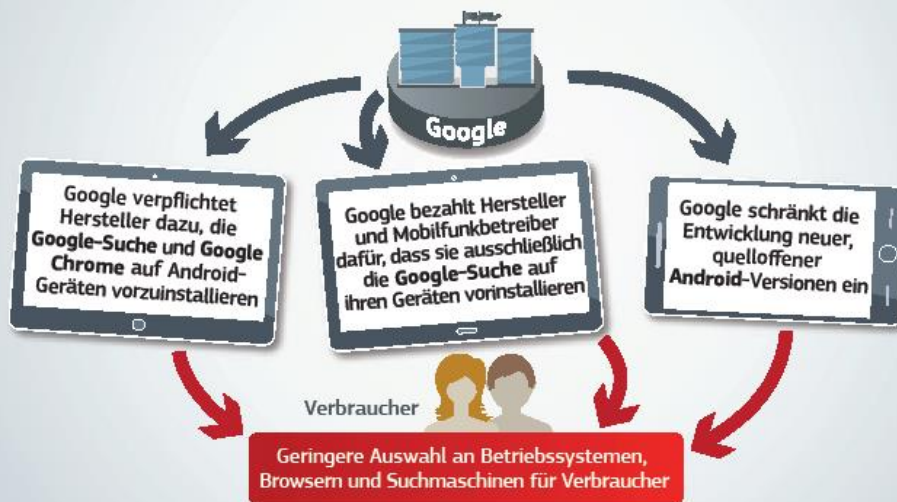 Google
Google verpflichtet
Hersteller dazu, die
Google-Suche und Google
Chrome auf Android-
Geräten vorzuinstallieren
Google bezahlt Hersteller
und Mobilfunkbetreiber
dafür, dass sie ausschließlich
die Google-Suche auf
ihren Geräten vorinstallieren
Google schränkt die
Entwicklung neuer,
quelloffener
Android-Versionen ein
Verbraucher
Geringere Auswahl an Betriebssystemen,
Browsern und Suchmaschinen für Verbraucher